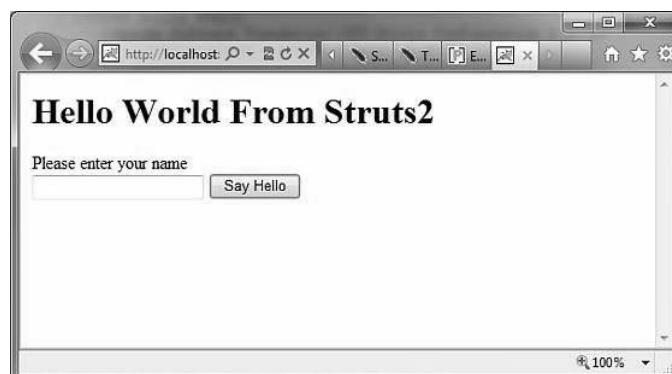 http://localhost:
S...
T...
E...
Hello World From Struts2
Please enter your name
Say Hello
100%